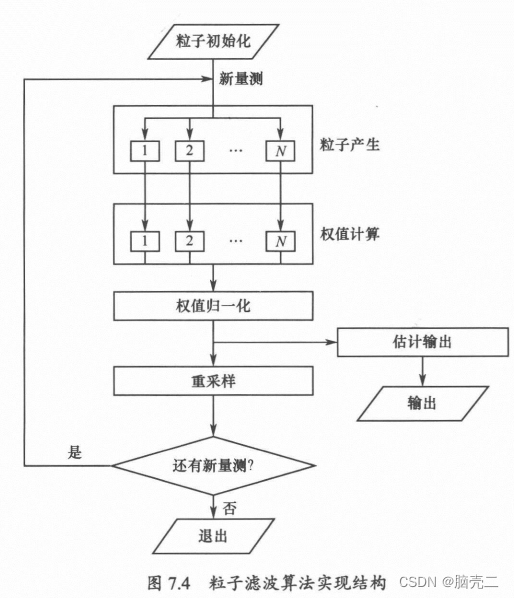 粒子初始化
新量测
1 2 … N
粒子产生
1 2 … N
权值计算
权值归一化
估计输出
重采样
输出
是
还有新量测?
否
退出
图 7.4 粒子滤波算法实现结构
CSDN @脑壳二